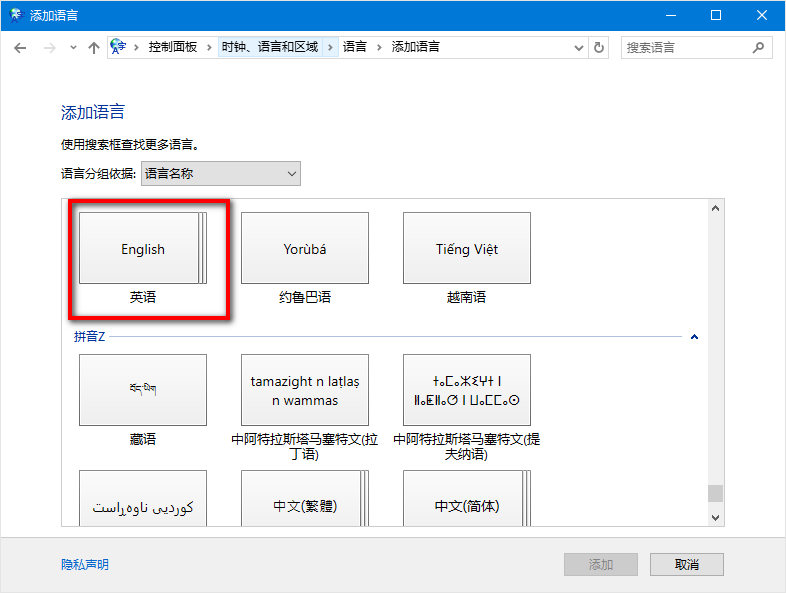 添加语言
控制面板 时钟、语言和区域 语言 添加语言
搜索语言
添加语言
使用搜索框查找更多语言。
语言分组依据: 语言名称
English Yorùbá Tiếng Việt
英语 约鲁巴语 越南语
拼音Z
བོད་ཡིག tamazight n laṭlaṣ ⵜⴰⵎⴰⵣⵉⵖⵜ ⵏ
n wammas ⵍⴰⵟⵍⴰⵚ ⵏ ⵡⴰⵎⵎⴰⵙ
藏语 中阿特拉斯塔马塞特文(拉 中阿特拉斯塔马塞特文(提
丁语) 夫纳语)
کوردیی ناوەڕاست 中文(繁體) 中文(简体)
隐私声明 添加 取消